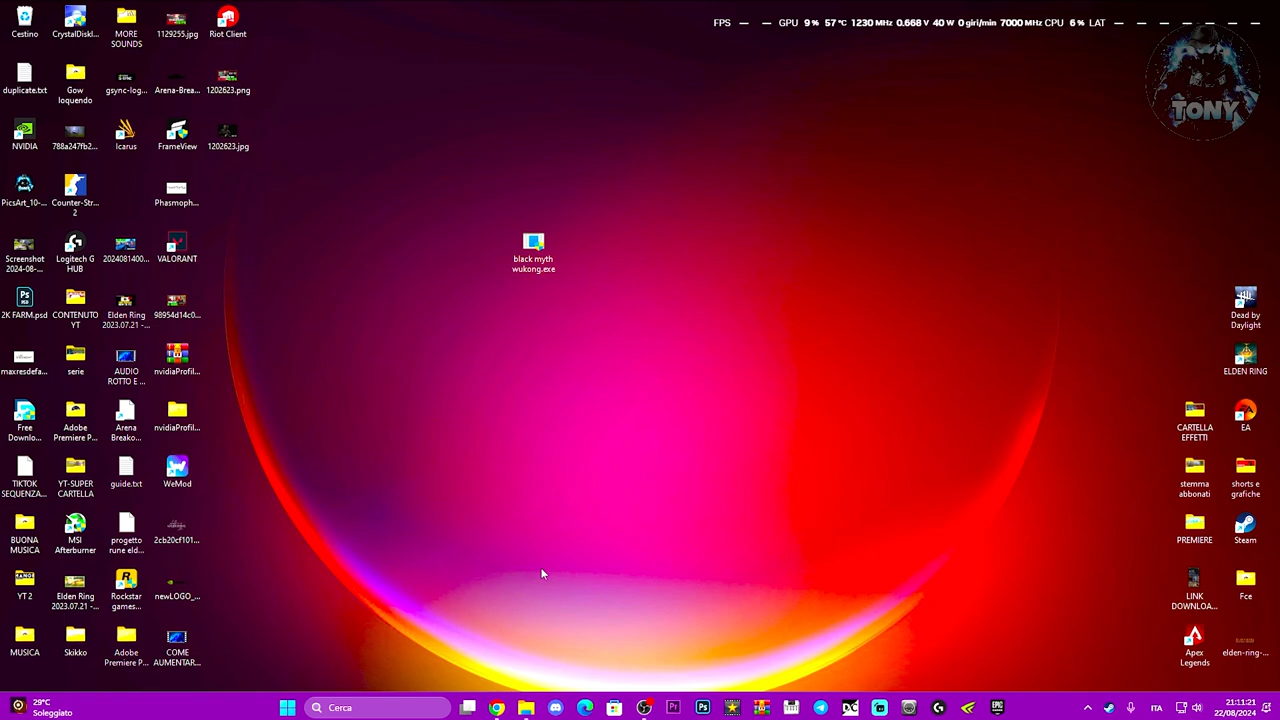 FPS — — GPU 9 % 57 °C 1230 MHz 0.668 V 40 W 0 giri/min 7000 MHz CPU 6 % LAT — — — — — — — —
TONY
Cestino
CrystalDiskI...
MORE
SOUNDS
1129255.jpg
Riot Client
duplicate.txt
Gow
loquendo
gsync-log...
Arena-Brea...
1202623.png
NVIDIA
788a247fb2...
Icarus
FrameView
1202623.jpg
PicsArt_10-...
Counter-Str...
2
Phasmoph...
Screenshot
2024-08-...
Logitech G
HUB
2024081400...
VALORANT
black myth
wukong.exe
2K FARM.psd
CONTENUTO
YT
Elden Ring
2023.07.21 -...
98954d14c0...
Dead by
Daylight
maxresdefa...
serie
AUDIO
ROTTO E ...
nvidiaProfil...
ELDEN RING
Free
Downlo...
Adobe
Premiere P...
Arena
Breako...
nvidiaProfil...
CARTELLA
EFFETTI
EA
TIKTOK
SEQUENZA...
YT-SUPER
CARTELLA
guide.txt
WeMod
stemma
abbonati
shorts e
grafiche
BUONA
MUSICA
MSI
Afterburner
progetto
rune eld...
2cb20cf101...
PREMIERE
Steam
YT 2
Elden Ring
2023.07.21 -...
Rockstar
games...
newLOGO_...
LINK
DOWNLOA...
Fce
MUSICA
Skikko
Adobe
Premiere P...
COME
AUMENTAR...
Apex
Legends
elden-ring-...
29°C
Soleggiato
Cerca
ITA
21:11:21
22/08/2024